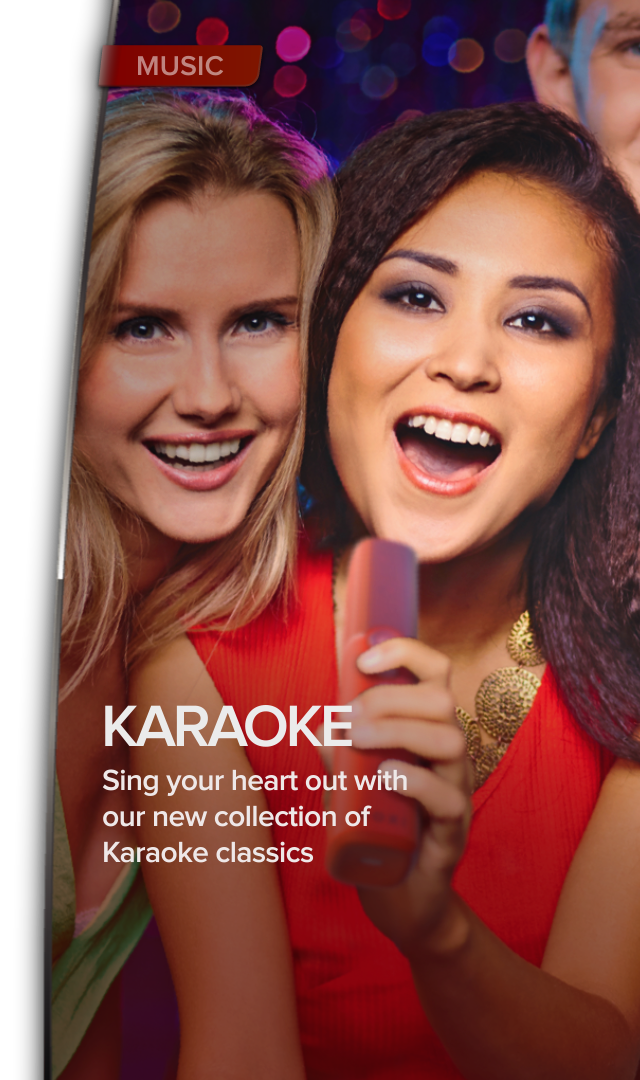 MUSIC
KARAOKE
Sing your heart out with
our new collection of
Karaoke classics